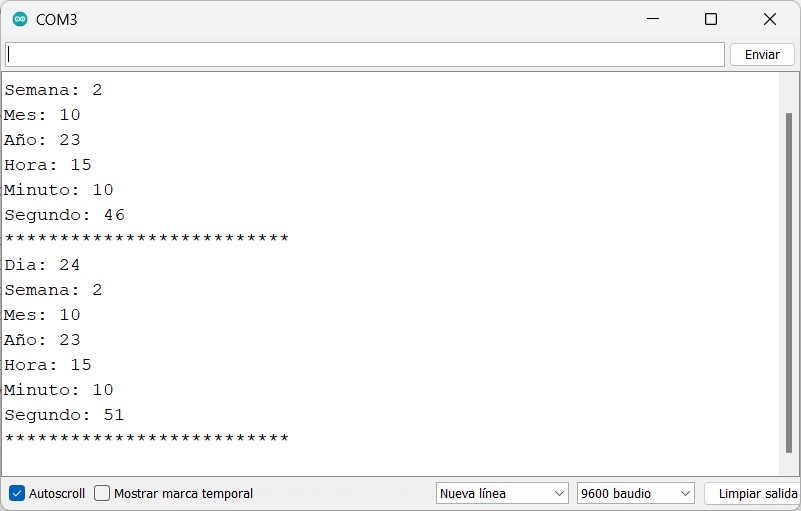 COM3
Enviar
Semana: 2
Mes: 10
Año: 23
Hora: 15
Minuto: 10
Segundo: 46
**************************
Dia: 24
Semana: 2
Mes: 10
Año: 23
Hora: 15
Minuto: 10
Segundo: 51
**************************
Autoscroll Mostrar marca temporal Nueva línea 9600 baudio Limpiar salida